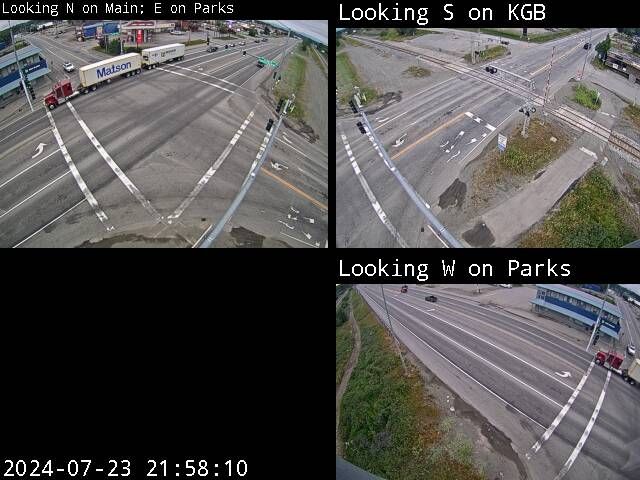 Looking N on Main; E on Parks
Looking S on KGB
Matson
Looking W on Parks
2024-07-23 21:58:10